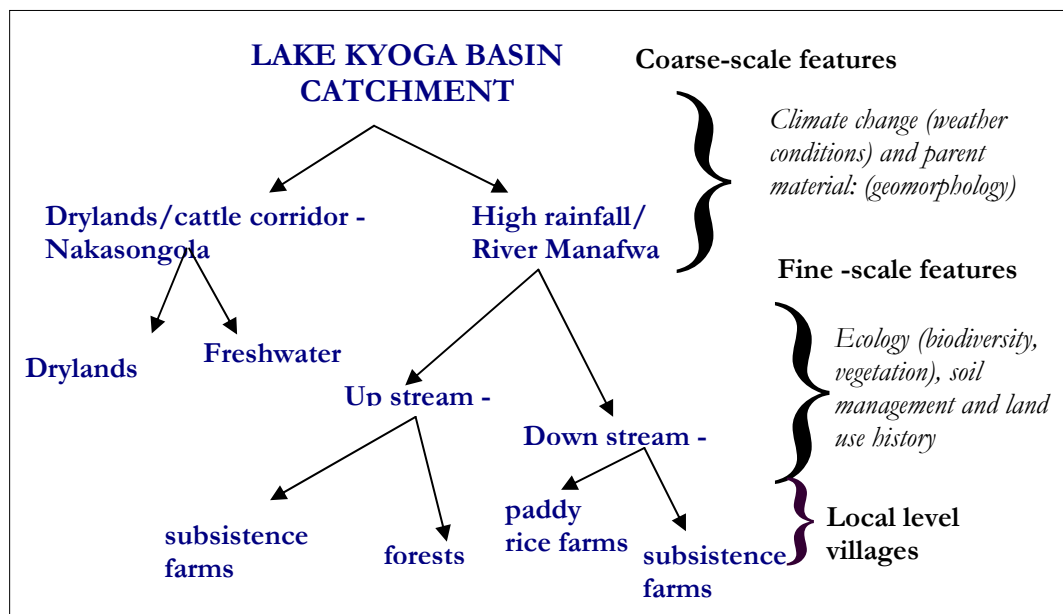 LAKE KYOGA BASIN
CATCHMENT
Coarse-scale features
Climate change (weather
conditions) and parent
material: (geomorphology)
Drylands/cattle corridor -
Nakasongola
High rainfall/
River Manafwa
Fine -scale features
Drylands
Freshwater
Ecology (biodiversity,
vegetation), soil
management and land
use history
Up stream -
Down stream -
subsistence
farms
forests
paddy
rice farms
subsistence
farms
Local level
villages